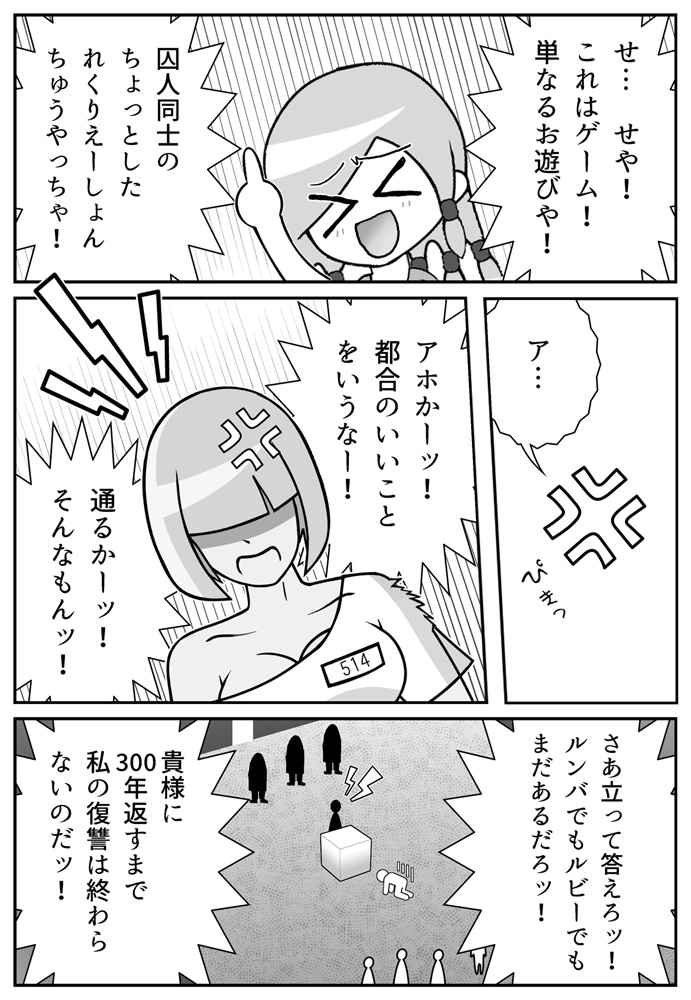 せ… せや！
これはゲーム！
単なるお遊びや！
囚人同士の
ちょっとした
れくりえーしょん
ちゅうやっちゃ！
ア…
ぴきっ
アホかーッ！
都合のいいこと
をいうなー！
514
通るかーッ！
そんなもんッ！
さあ立って答えろッ！
ルンバでもルビーでも
まだあるだろッ！
貴様に
300年返すまで
私の復讐は終わら
ないのだッ！